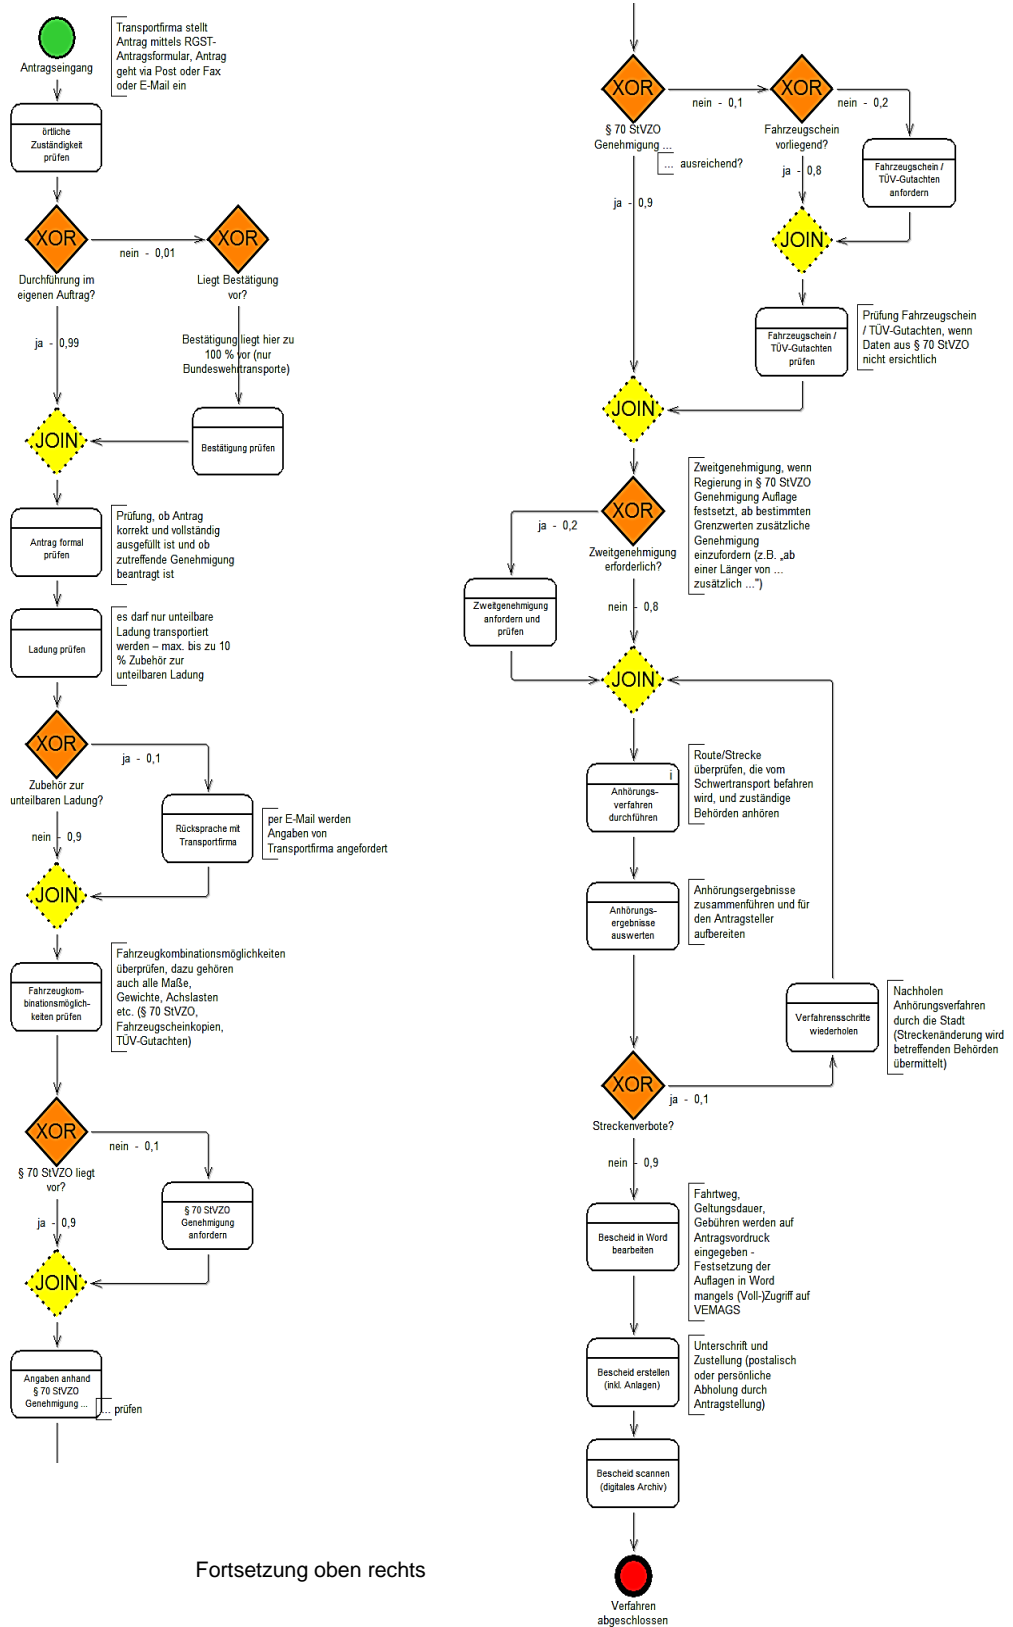 Transportfirma stellt
Antrag mittels RGST-
Antragsformular, Antrag
geht via Post oder Fax
oder E-Mail ein
Antragseingang
örtliche
Zuständigkeit
prüfen
XOR
nein - 0,01
XOR
Durchführung im
eigenen Auftrag?
Liegt Bestätigung
vor?
ja - 0,99
Bestätigung liegt hier zu
100 % vor (nur
Bundeswehrtransporte)
JOIN
Bestätigung prüfen
Antrag formal
prüfen
Prüfung, ob Antrag
korrekt und vollständig
ausgefüllt ist und ob
zutreffende Genehmigung
beantragt ist
Ladung prüfen
es darf nur unteilbare
Ladung transportiert
werden – max. bis zu 10
% Zubehör zur
unteilbaren Ladung
XOR
ja - 0,1
Zubehör zur
unteilbaren Ladung?
nein - 0,9
Rücksprache mit
Transportfirma
per E-Mail werden
Angaben von
Transportfirma angefordert
JOIN
Fahrzeugkom-
binationsmöglich-
keiten prüfen
Fahrzeugkombinationsmöglichkeiten
überprüfen, dazu gehören
auch alle Maße,
Gewichte, Achslasten
etc. (§ 70 StVZO,
Fahrzeugscheinkopien,
TÜV-Gutachten)
XOR
nein - 0,1
§ 70 StVZO liegt
vor?
ja - 0,9
§ 70 StVZO
Genehmigung
anfordern
JOIN
Angaben anhand
§ 70 StVZO
Genehmigung ...
... prüfen
Fortsetzung oben rechts
XOR
nein - 0,1
XOR
nein - 0,2
§ 70 StVZO
Genehmigung ...
... ausreichend?
Fahrzeugschein
vorliegend?
ja - 0,8
Fahrzeugschein /
TÜV-Gutachten
anfordern
ja - 0,9
JOIN
Fahrzeugschein /
TÜV-Gutachten
prüfen
Prüfung Fahrzeugschein
/ TÜV-Gutachten, wenn
Daten aus § 70 StVZO
nicht ersichtlich
JOIN
XOR
ja - 0,2
Zweitgenehmigung
erforderlich?
Zweitgenehmigung, wenn
Regierung in § 70 StVZO
Genehmigung Auflage
festsetzt, ab bestimmten
Grenzwerten zusätzliche
Genehmigung
einzufordern (z.B. „ab
einer Länger von ...
zusätzlich ...")
Zweitgenehmigung
anfordern und
prüfen
nein - 0,8
JOIN
i
Anhörungs-
verfahren
durchführen
Route/Strecke
überprüfen, die vom
Schwertransport befahren
wird, und zuständige
Behörden anhören
Anhörungs-
ergebnisse
auswerten
Anhörungsergebnisse
zusammenführen und für
den Antragsteller
aufbereiten
Verfahrensschritte
wiederholen
Nachholen
Anhörungsverfahren
durch die Stadt
(Streckenänderung wird
betreffenden Behörden
übermittelt)
XOR
ja - 0,1
Streckenverbote?
nein - 0,9
Bescheid in Word
bearbeiten
Fahrtweg,
Geltungsdauer,
Gebühren werden auf
Antragsvordruck
eingegeben -
Festsetzung der
Auflagen in Word
mangels (Voll-)Zugriff auf
VEMAGS
Bescheid erstellen
(inkl. Anlagen)
Unterschrift und
Zustellung (postalisch
oder persönliche
Abholung durch
Antragstellung)
Bescheid scannen
(digitales Archiv)
Verfahren
abgeschlossen